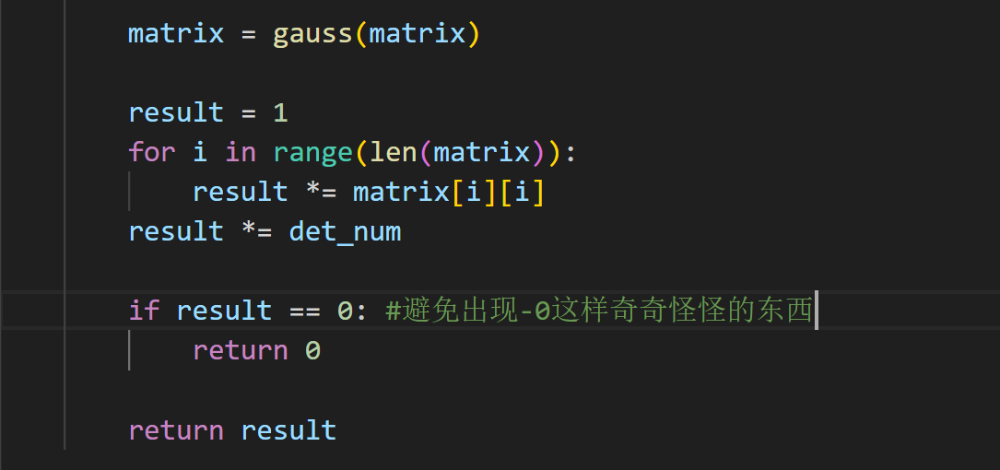 matrix = gauss(matrix)
result = 1
for i in range(len(matrix)):
result *= matrix[i][i]
result *= det_num
if result == 0: #避免出现-0这样奇奇怪怪的东西
return 0
return result